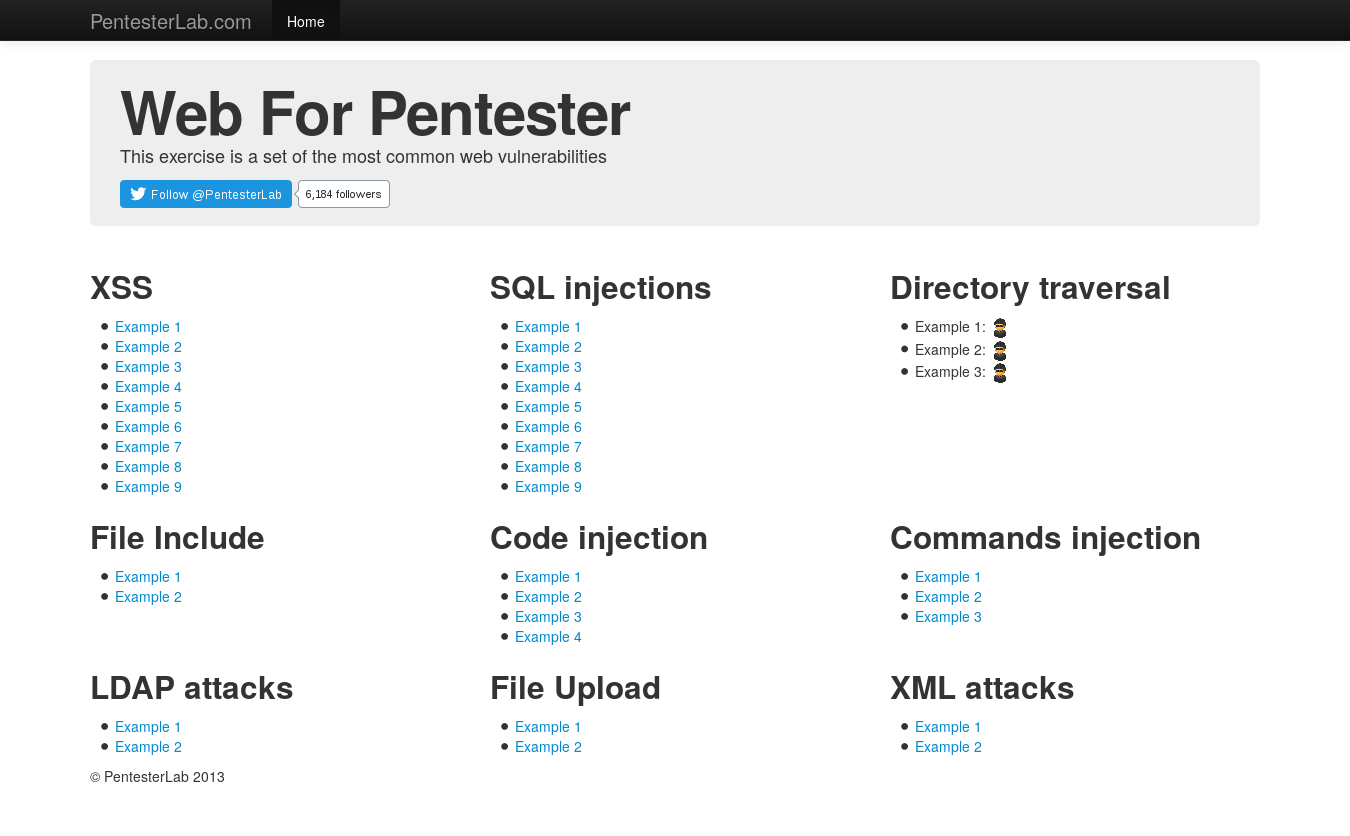 PentesterLab.com Home
Web For Pentester
This exercise is a set of the most common web vulnerabilities
Follow @PentesterLab 6,184 followers
XSS
Example 1
Example 2
Example 3
Example 4
Example 5
Example 6
Example 7
Example 8
Example 9
SQL injections
Example 1
Example 2
Example 3
Example 4
Example 5
Example 6
Example 7
Example 8
Example 9
Directory traversal
Example 1:
Example 2:
Example 3:
File Include
Example 1
Example 2
Code injection
Example 1
Example 2
Example 3
Example 4
Commands injection
Example 1
Example 2
Example 3
LDAP attacks
Example 1
Example 2
File Upload
Example 1
Example 2
XML attacks
Example 1
Example 2
© PentesterLab 2013